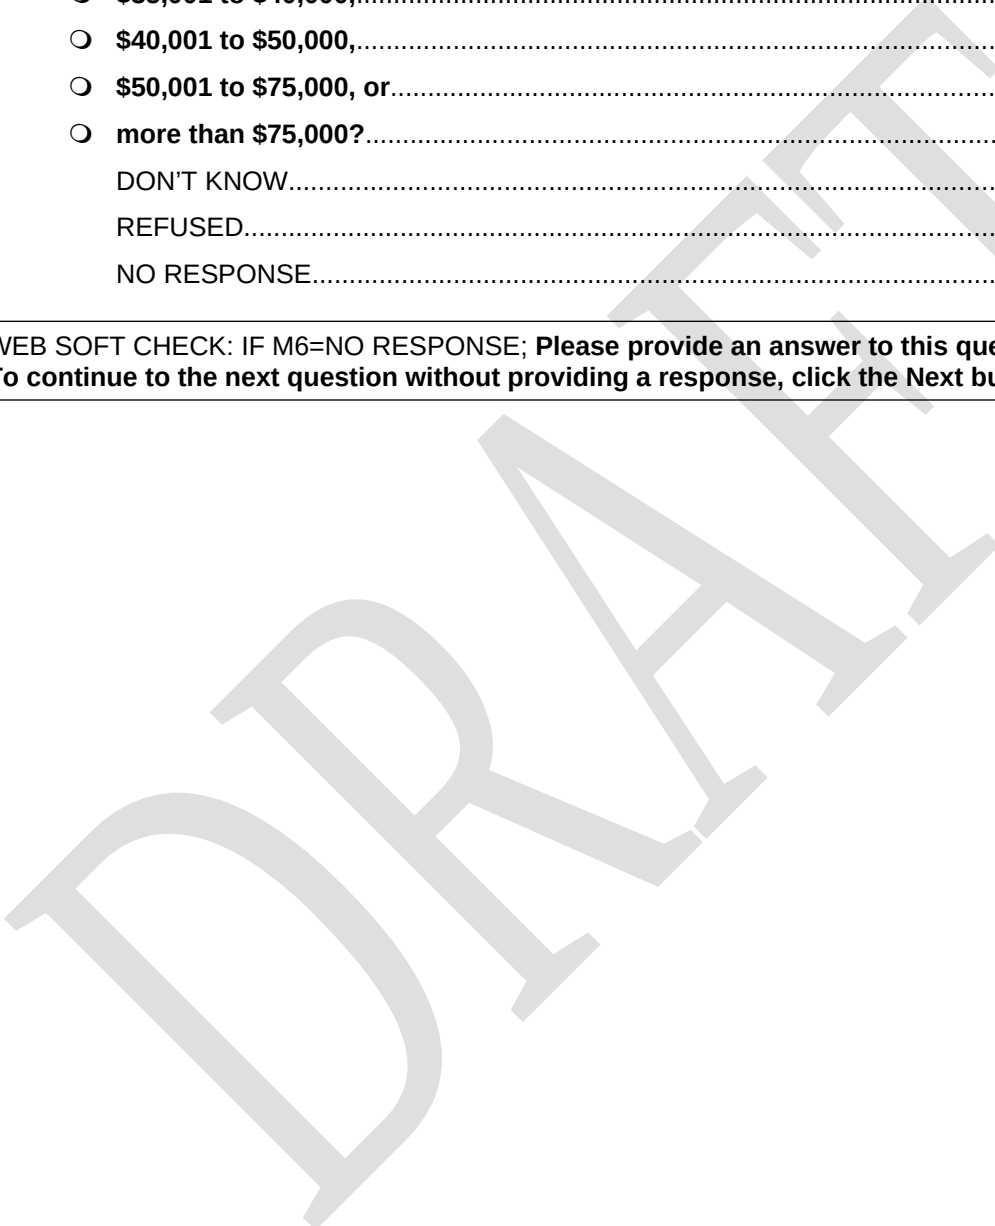 $40,001 to $50,000,
$50,001 to $75,000, or
more than $75,000?
DON'T KNOW
REFUSED
NO RESPONSE
WEB SOFT CHECK: IF M6=NO RESPONSE; Please provide an answer to this
To continue to the next question without providing a response, click the Next
DRAFT